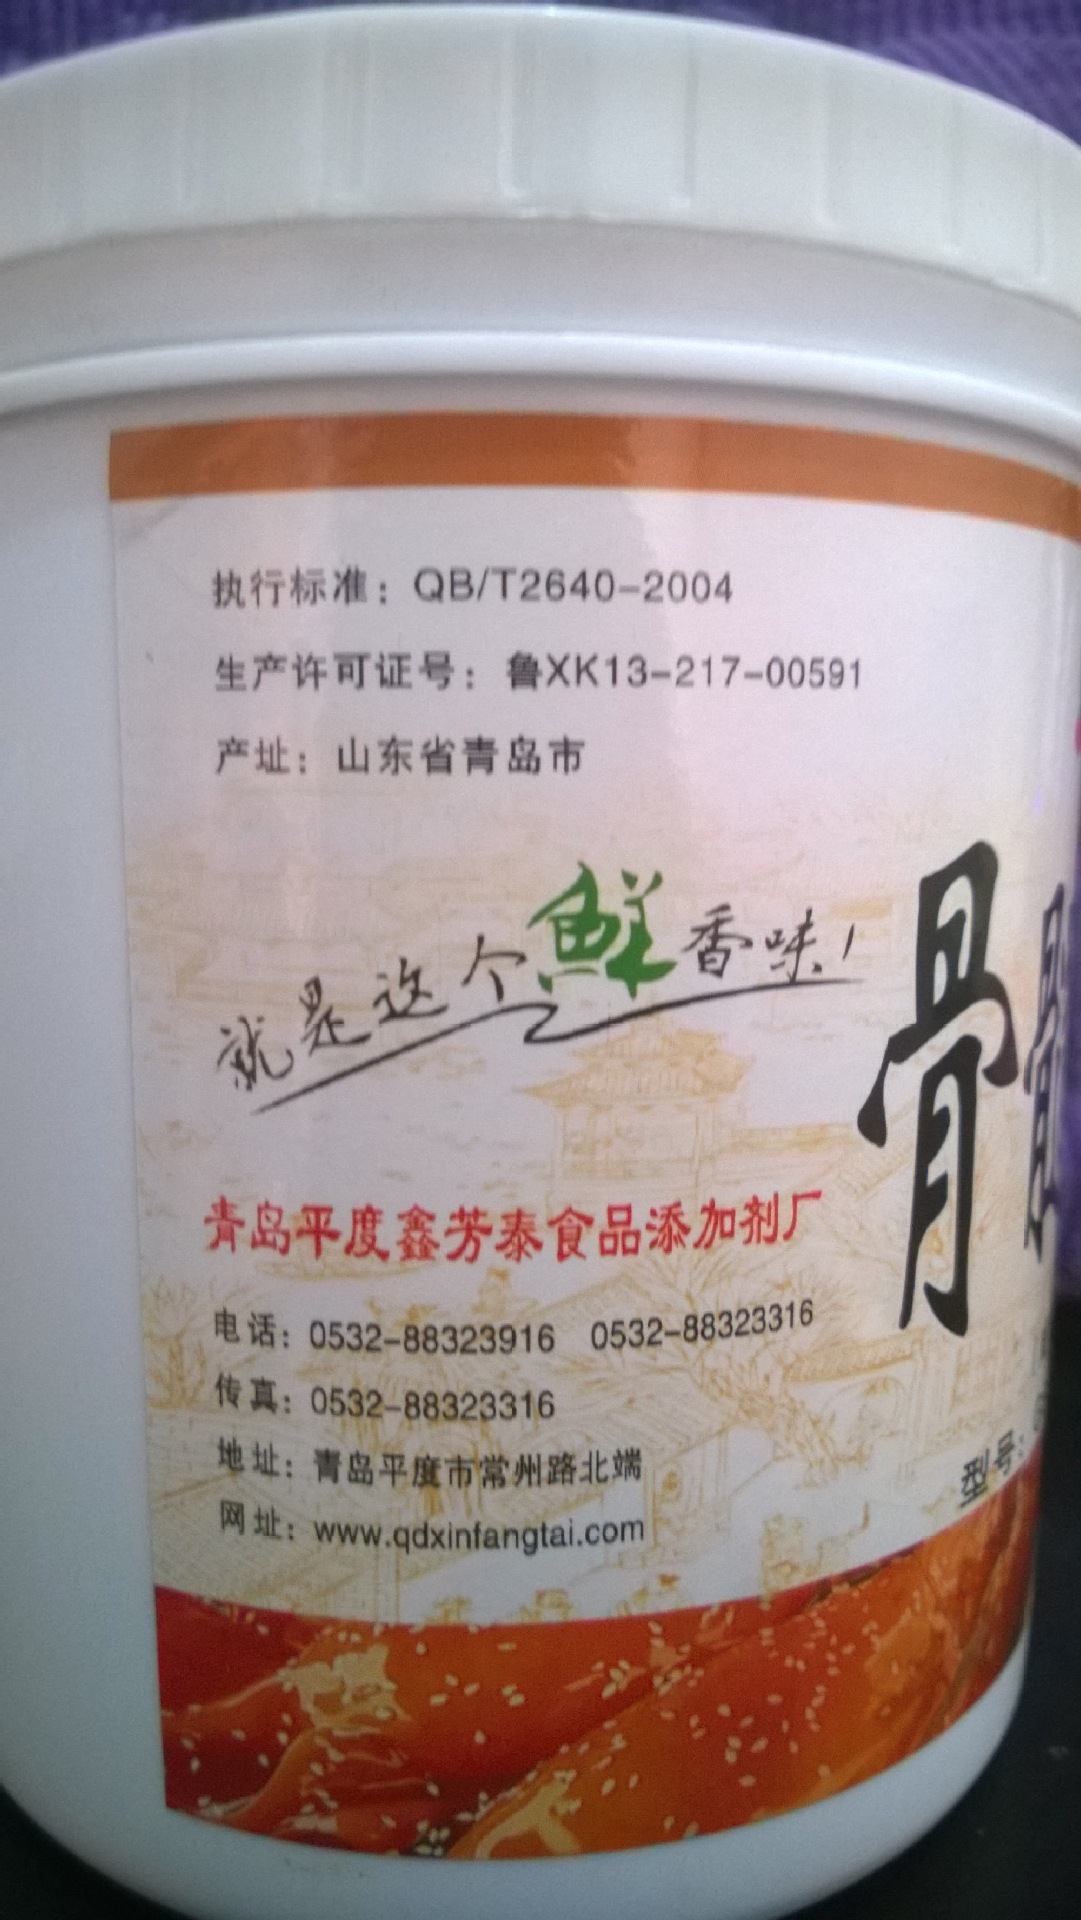 执行标准：QB/T2640-2004
生产许可证号：鲁XK13-217-00591
产址：山东省青岛市
就是这个鲜香味！
骨
青岛平度鑫芳泰食品添加剂厂
电话：0532-88323916 0532-88323316
传真：0532-88323316
地址：青岛平度市常州路北端
网址：www.qdxinfangtai.com
型号：